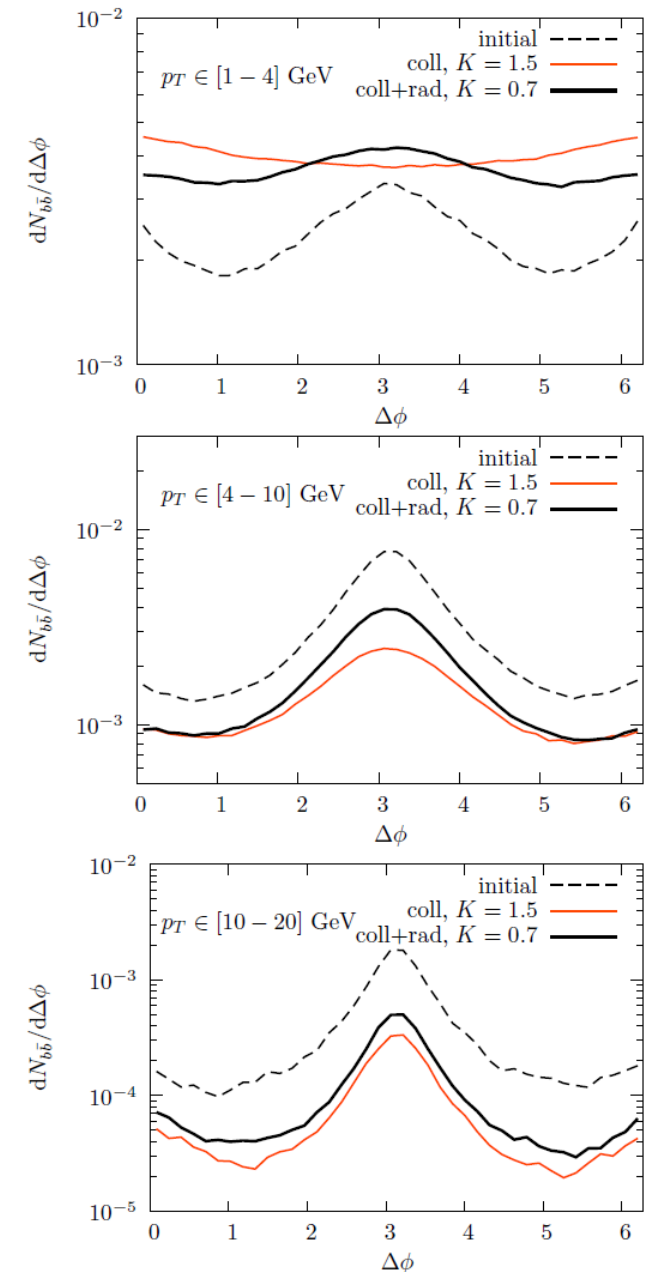 10⁻²
initial
p_T ∈ [1 − 4] GeV
coll, K = 1.5
coll+rad, K = 0.7
dN_{bb̄}/dΔϕ
10⁻³
0 1 2 3 4 5 6
Δϕ
initial
p_T ∈ [4 − 10] GeV
coll, K = 1.5
coll+rad, K = 0.7
10⁻²
dN_{bb̄}/dΔϕ
10⁻³
0 1 2 3 4 5 6
Δϕ
10⁻²
initial
coll, K = 1.5
p_T ∈ [10 − 20] GeV
coll+rad, K = 0.7
10⁻³
dN_{bb̄}/dΔϕ
10⁻⁴
10⁻⁵
0 1 2 3 4 5 6
Δϕ